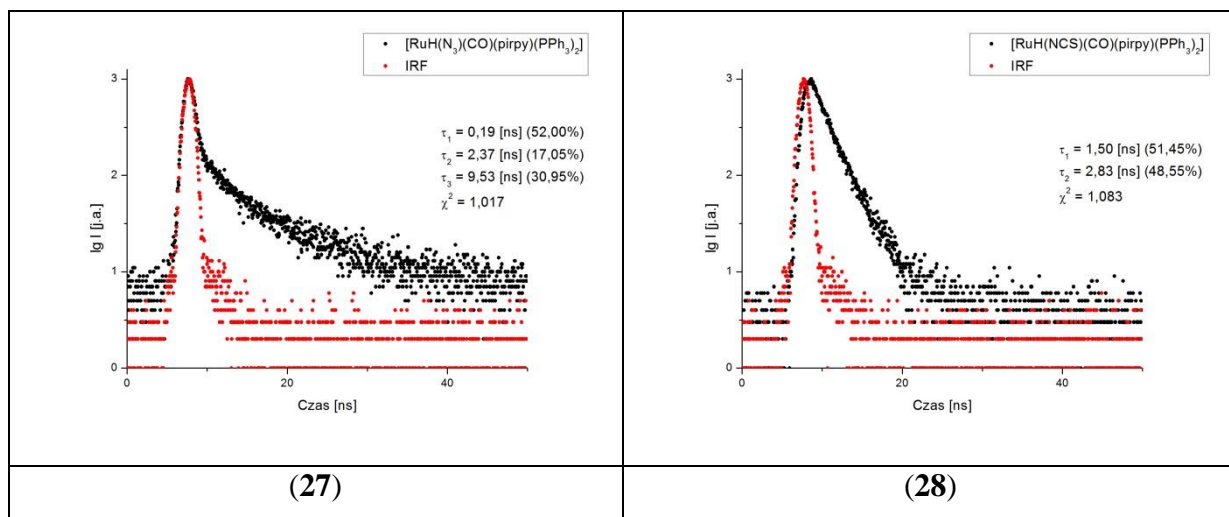 [RuH(N₃)(CO)(pirpy)(PPh₃)₂]
IRF
τ₁ = 0,19 [ns] (52,00%)
τ₂ = 2,37 [ns] (17,05%)
τ₃ = 9,53 [ns] (30,95%)
χ² = 1,017
lg I [j.a.]
3
2
1
0
0
20
40
Czas [ns]
(27)
[RuH(NCS)(CO)(pirpy)(PPh₃)₂]
IRF
τ₁ = 1,50 [ns] (51,45%)
τ₂ = 2,83 [ns] (48,55%)
χ² = 1,083
lg I [j.a.]
3
2
1
0
0
20
40
Czas [ns]
(28)